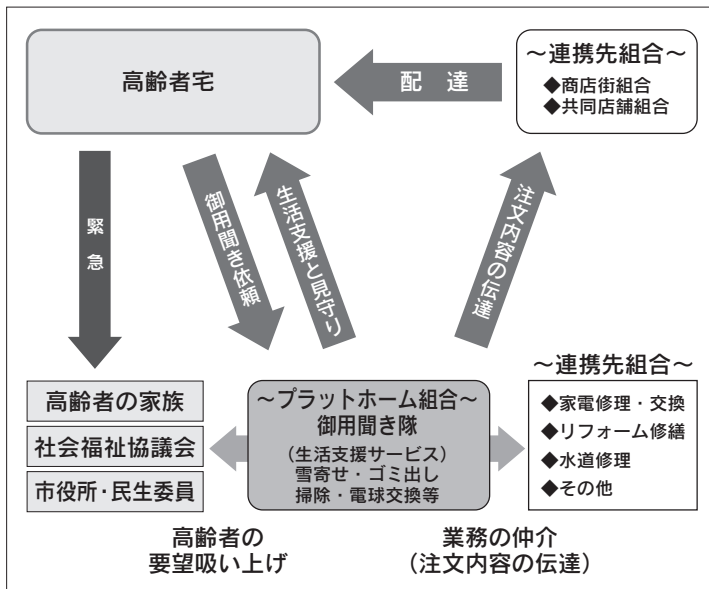 高齢者宅
配 達
～連携先組合～
◆商店街組合
◆共同店舗組合
緊急
御用聞き依頼
生活支援と見守り
注文内容の伝達
高齢者の家族
社会福祉協議会
市役所・民生委員
～プラットホーム組合～
御用聞き隊
（生活支援サービス）
雪寄せ・ゴミ出し
掃除・電球交換等
～連携先組合～
◆家電修理・交換
◆リフォーム修繕
◆水道修理
◆その他
高齢者の
要望吸い上げ
業務の仲介
（注文内容の伝達）